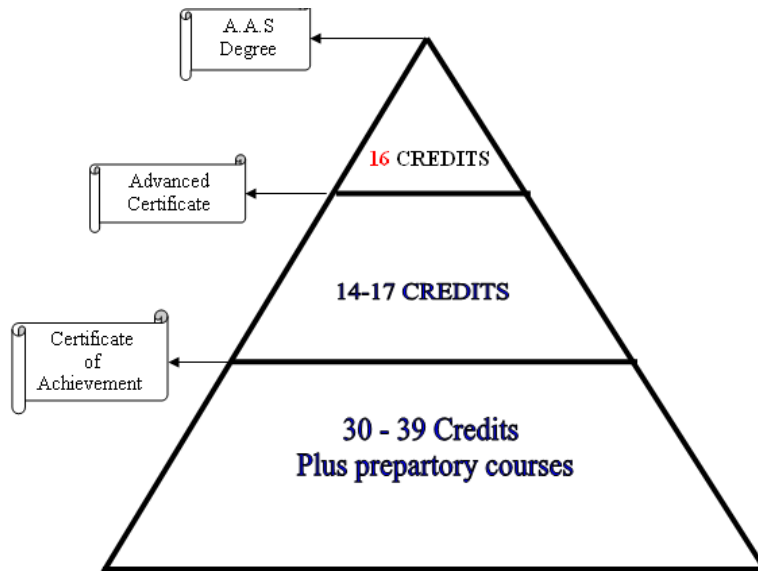 A.A.S
Degree
16 CREDITS
Advanced
Certificate
14-17 CREDITS
Certificate
of
Achievement
30 - 39 Credits
Plus prepartory courses